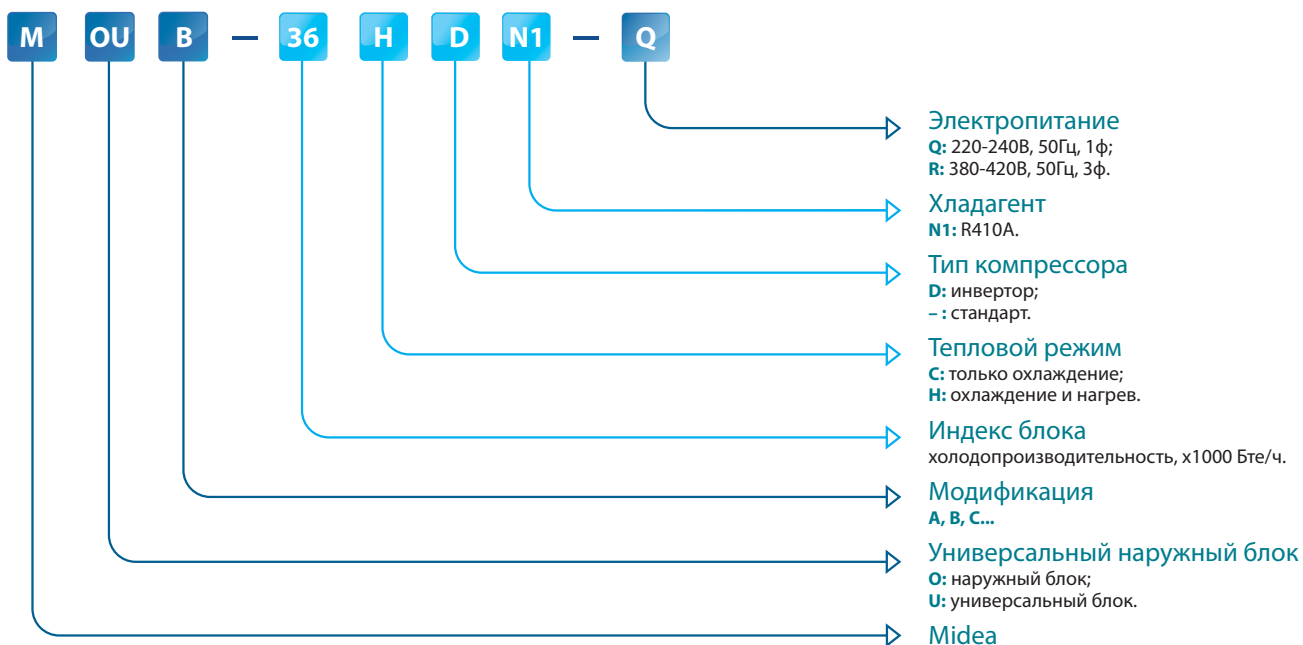 M OU B – 36 H D N1 – Q
Электропитание
Q: 220-240В, 50Гц, 1ф;
R: 380-420В, 50Гц, 3ф.
Хладагент
N1: R410A.
Тип компрессора
D: инвертор;
– : стандарт.
Тепловой режим
C: только охлаждение;
H: охлаждение и нагрев.
Индекс блока
холодопроизводительность, х1000 Бте/ч.
Модификация
A, B, C...
Универсальный наружный блок
O: наружный блок;
U: универсальный блок.
Midea